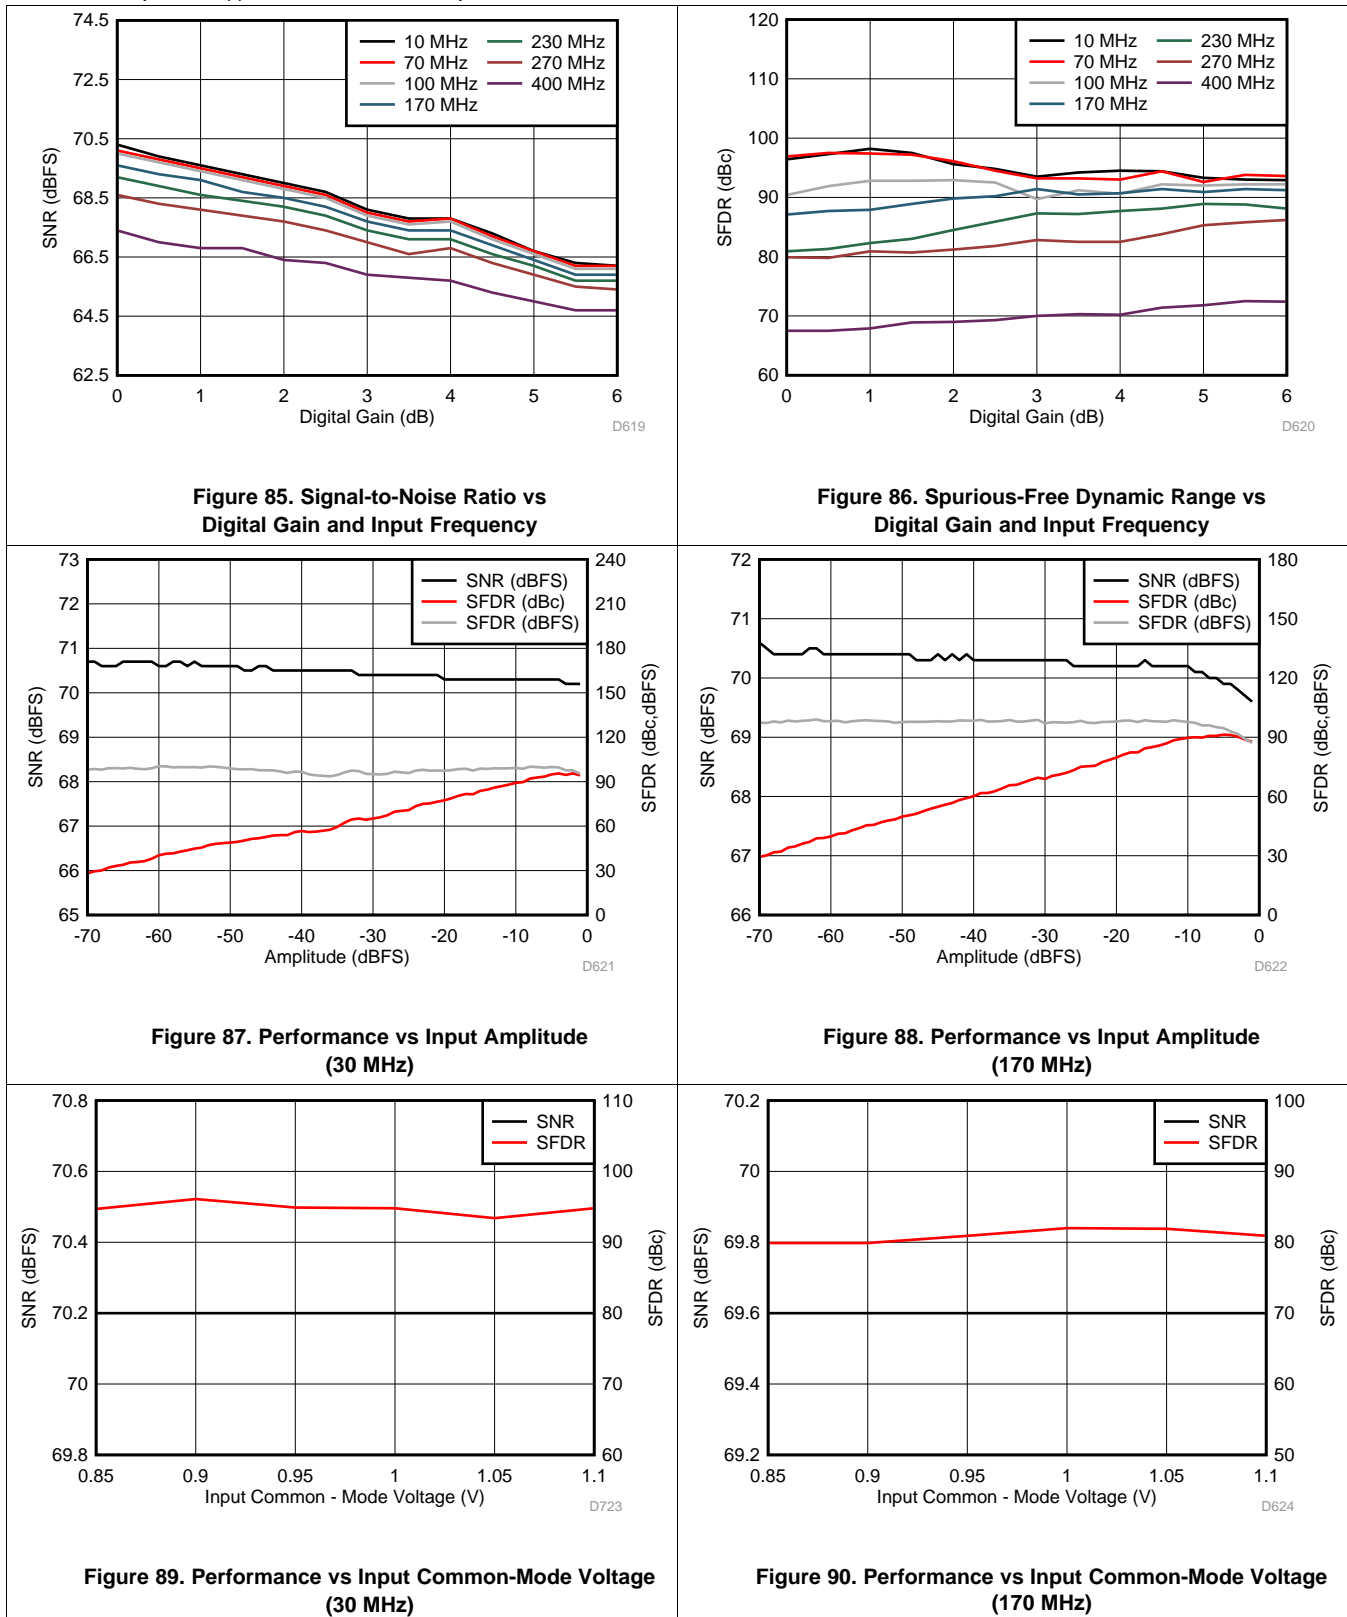 74.5
72.5
70.5
68.5
66.5
64.5
62.5
SNR (dBFS)
10 MHz
70 MHz
100 MHz
170 MHz
230 MHz
270 MHz
400 MHz
0 1 2 3 4 5 6
Digital Gain (dB)
D619
Figure 85. Signal-to-Noise Ratio vs
Digital Gain and Input Frequency
120
110
100
90
80
70
60
SFDR (dBc)
10 MHz
70 MHz
100 MHz
170 MHz
230 MHz
270 MHz
400 MHz
0 1 2 3 4 5 6
Digital Gain (dB)
D620
Figure 86. Spurious-Free Dynamic Range vs
Digital Gain and Input Frequency
73
72
71
70
69
68
67
66
65
SNR (dBFS)
SNR (dBFS)
SFDR (dBc)
SFDR (dBFS)
240
210
180
150
120
90
60
30
0
SFDR (dBc,dBFS)
-70 -60 -50 -40 -30 -20 -10 0
Amplitude (dBFS)
D621
Figure 87. Performance vs Input Amplitude
(30 MHz)
72
71
70
69
68
67
66
SNR (dBFS)
SNR (dBFS)
SFDR (dBc)
SFDR (dBFS)
180
150
120
90
60
30
0
SFDR (dBc,dBFS)
-70 -60 -50 -40 -30 -20 -10 0
Amplitude (dBFS)
D622
Figure 88. Performance vs Input Amplitude
(170 MHz)
70.8
70.6
70.4
70.2
70
69.8
SNR (dBFS)
SNR
SFDR
110
100
90
80
70
60
SFDR (dBc)
0.85 0.9 0.95 1 1.05 1.1
Input Common - Mode Voltage (V)
D723
Figure 89. Performance vs Input Common-Mode Voltage
(30 MHz)
70.2
70
69.8
69.6
69.4
69.2
SNR (dBFS)
SNR
SFDR
100
90
80
70
60
50
SFDR (dBc)
0.85 0.9 0.95 1 1.05 1.1
Input Common - Mode Voltage (V)
D624
Figure 90. Performance vs Input Common-Mode Voltage
(170 MHz)